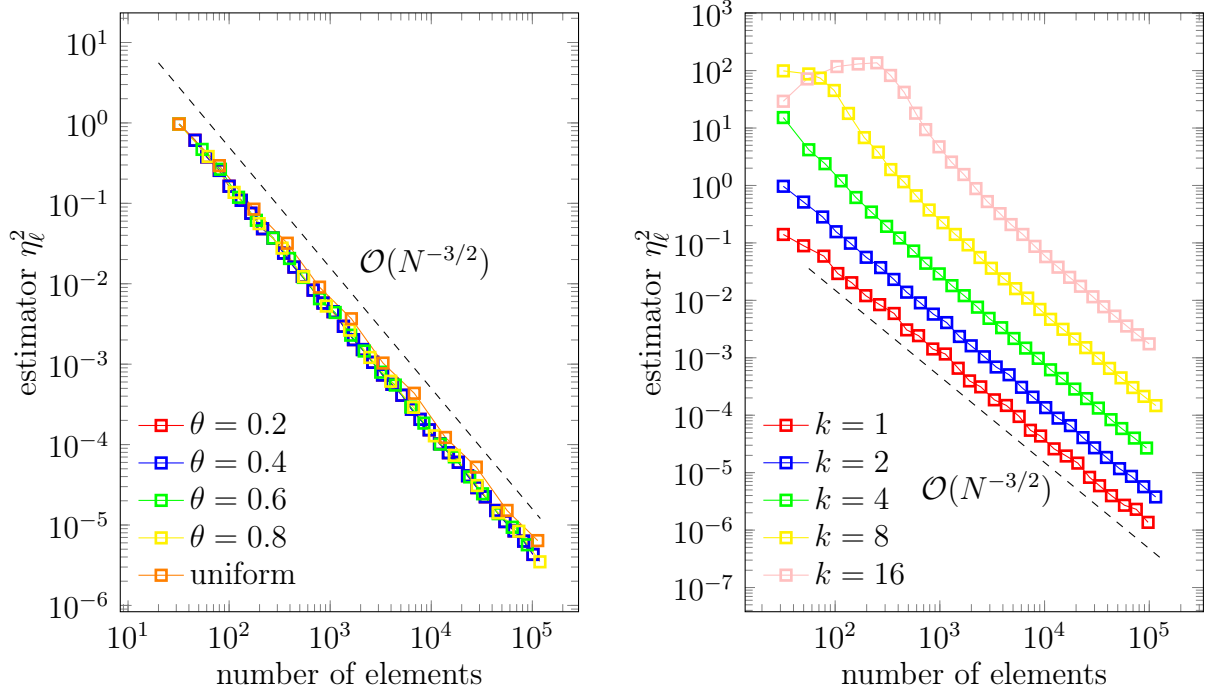 10^1
10^0
10^{-1}
10^{-2}
10^{-3}
10^{-4}
10^{-5}
10^{-6}
10^1 10^2 10^3 10^4 10^5
number of elements
estimator η_ℓ^2
O(N^{-3/2})
θ = 0.2
θ = 0.4
θ = 0.6
θ = 0.8
uniform
10^3
10^2
10^1
10^0
10^{-1}
10^{-2}
10^{-3}
10^{-4}
10^{-5}
10^{-6}
10^{-7}
10^2 10^3 10^4 10^5
number of elements
estimator η_ℓ^2
O(N^{-3/2})
k = 1
k = 2
k = 4
k = 8
k = 16